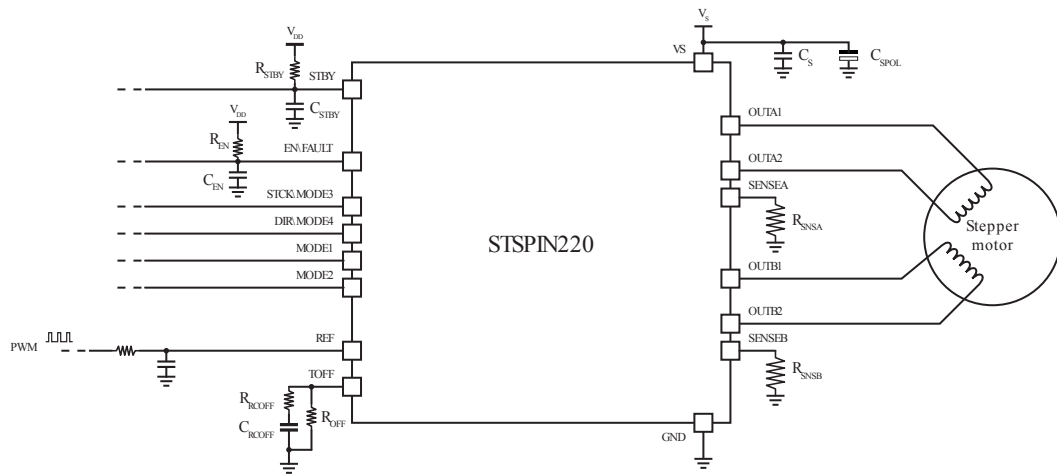 VS
VS
CS
CSPOL
VDD
RSTBY
STBY
CSTBY
VDD
REN
EN\FAULT
CEN
STCK\MODE3
DIR\MODE4
MODE1
MODE2
PWM
REF
TOFF
RRCOFF
CRCOFF
ROFF
STSPIN220
OUTA1
OUTA2
SENSEA
RSNSA
OUTB1
OUTB2
SENSEB
RSNSB
GND
Stepper
motor